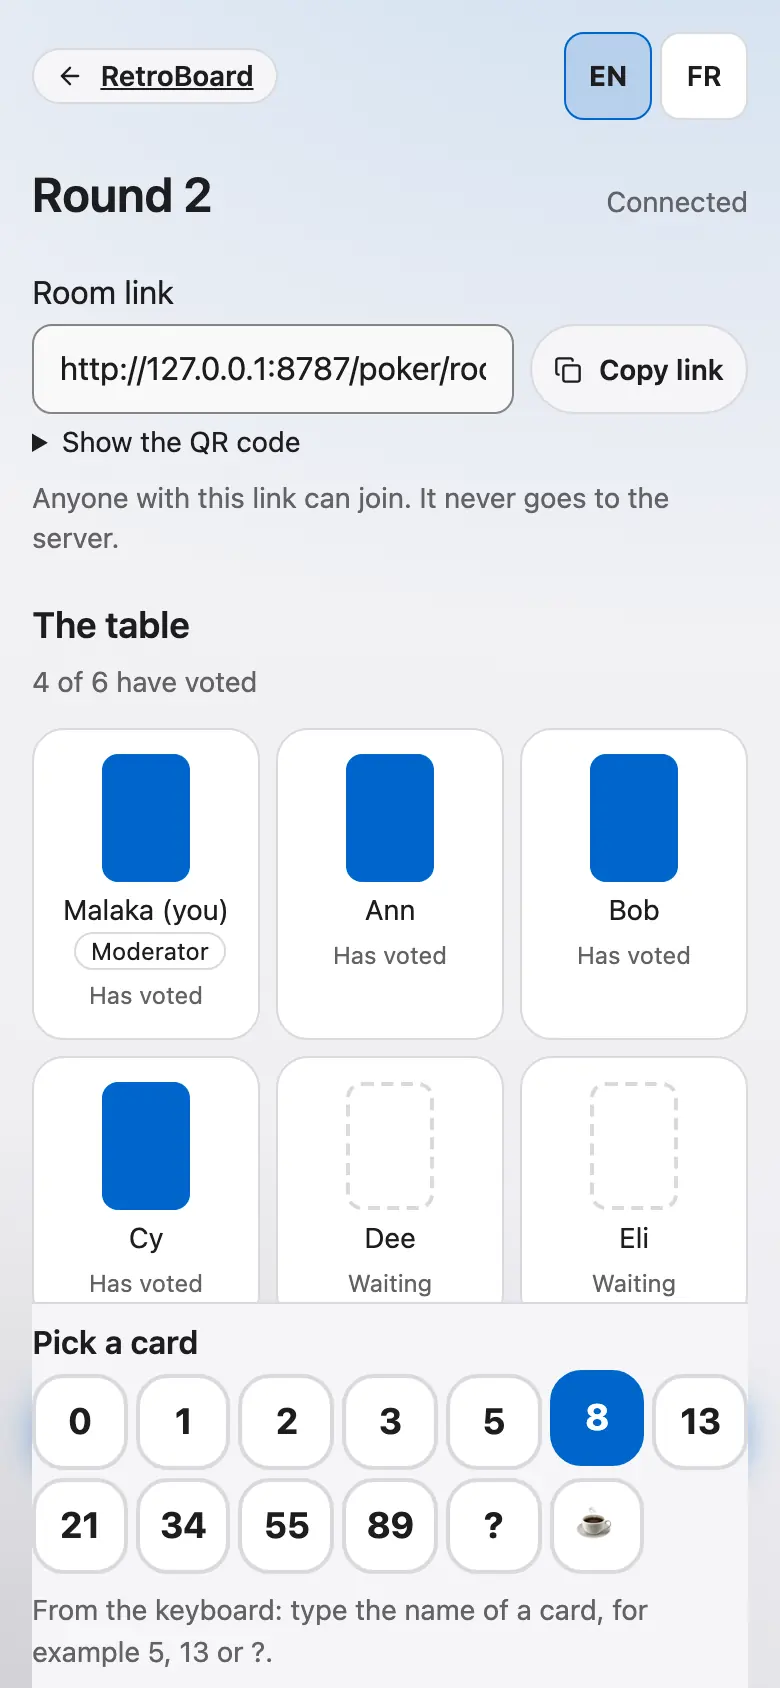 RetroBoard
EN
FR
Round 2
Connected
Room link
http://127.0.0.1:8787/poker/roo
Copy link
Show the QR code
Anyone with this link can join. It never goes to the
server.
The table
4 of 6 have voted
Malaka (you)
Moderator
Has voted
Ann
Has voted
Bob
Has voted
Cy
Has voted
Dee
Waiting
Eli
Waiting
Pick a card
0 1 2 3 5 8 13
21 34 55 89 ?
From the keyboard: type the name of a card, for
example 5, 13 or ?.